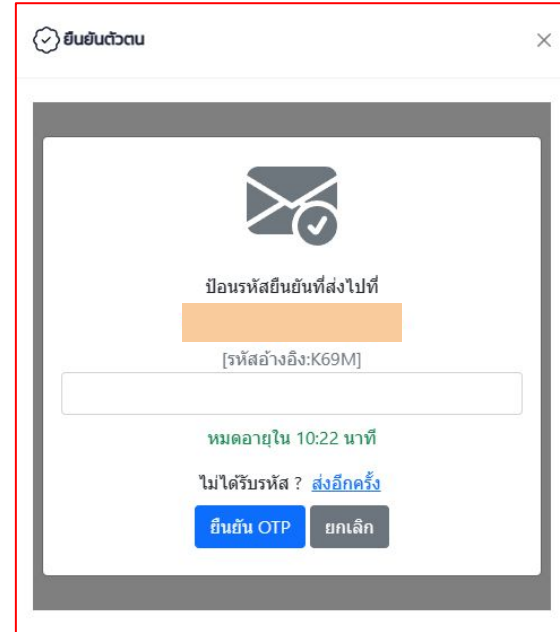 ยืนยันตัวตน
ป้อนรหัสยืนยันที่ส่งไปที่
[รหัสอ้างอิง:K69M]
หมดอายุใน 10:22 นาที
ไม่ได้รับรหัส ? ส่งอีกครั้ง
ยืนยัน OTP ยกเลิก